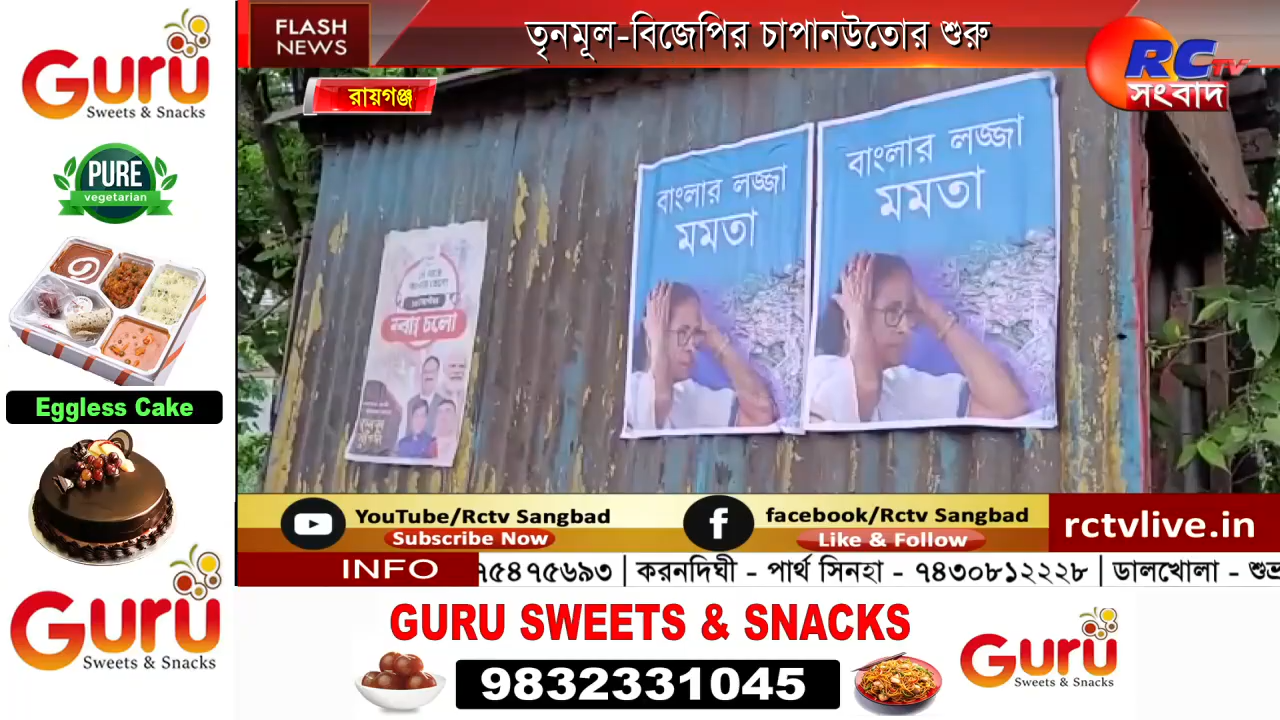 Guru
Sweets & Snacks
PURE
vegetarian
Eggless Cake
Guru
Sweets & Snacks
FLASH
NEWS
তৃনমূল-বিজেপির চাপানউতোর শুরু
RCTV
সংবাদ
রায়গঞ্জ
চলো
বাংলার লজ্জা
মমতা
বাংলার লজ্জা
মমতা
YouTube/Rctv Sangbad
Subscribe Now
facebook/Rctv Sangbad
Like & Follow
rctvlive.in
INFO
৭৫৪৭৫৬৯৩ | করনদিঘী - পার্থ সিনহা - ৭৪৩০৮১২২২৮ | ডালখোলা - শুভ্র
GURU SWEETS & SNACKS
9832331045
Guru
Sweets & Snacks